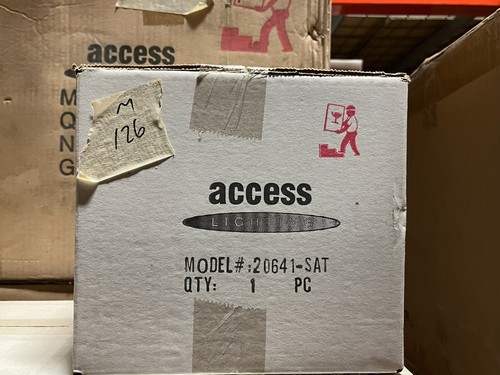 access
M
Q
N
G
M
126
access
LIGHTING
MODEL#:20641-SAT
QTY: 1 PC